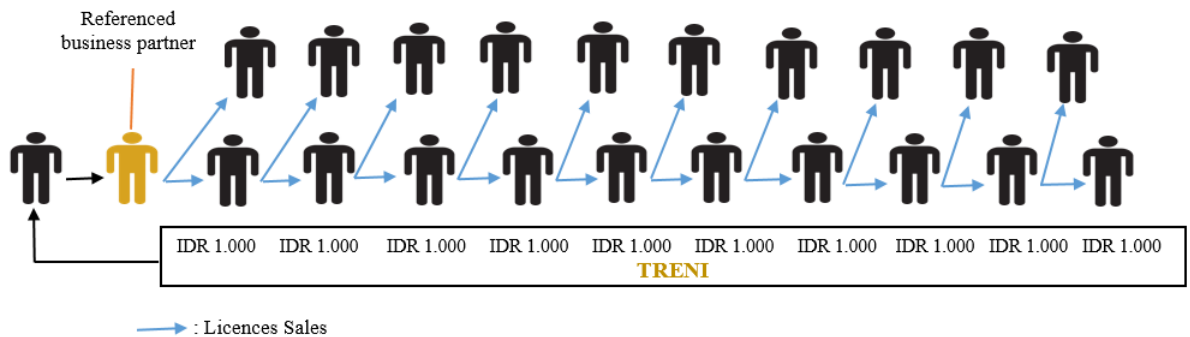 Referenced
business partner
IDR 1.000 IDR 1.000 IDR 1.000 IDR 1.000 IDR 1.000 IDR 1.000 IDR 1.000 IDR 1.000 IDR 1.000 IDR 1.000
TRENI
: Licences Sales